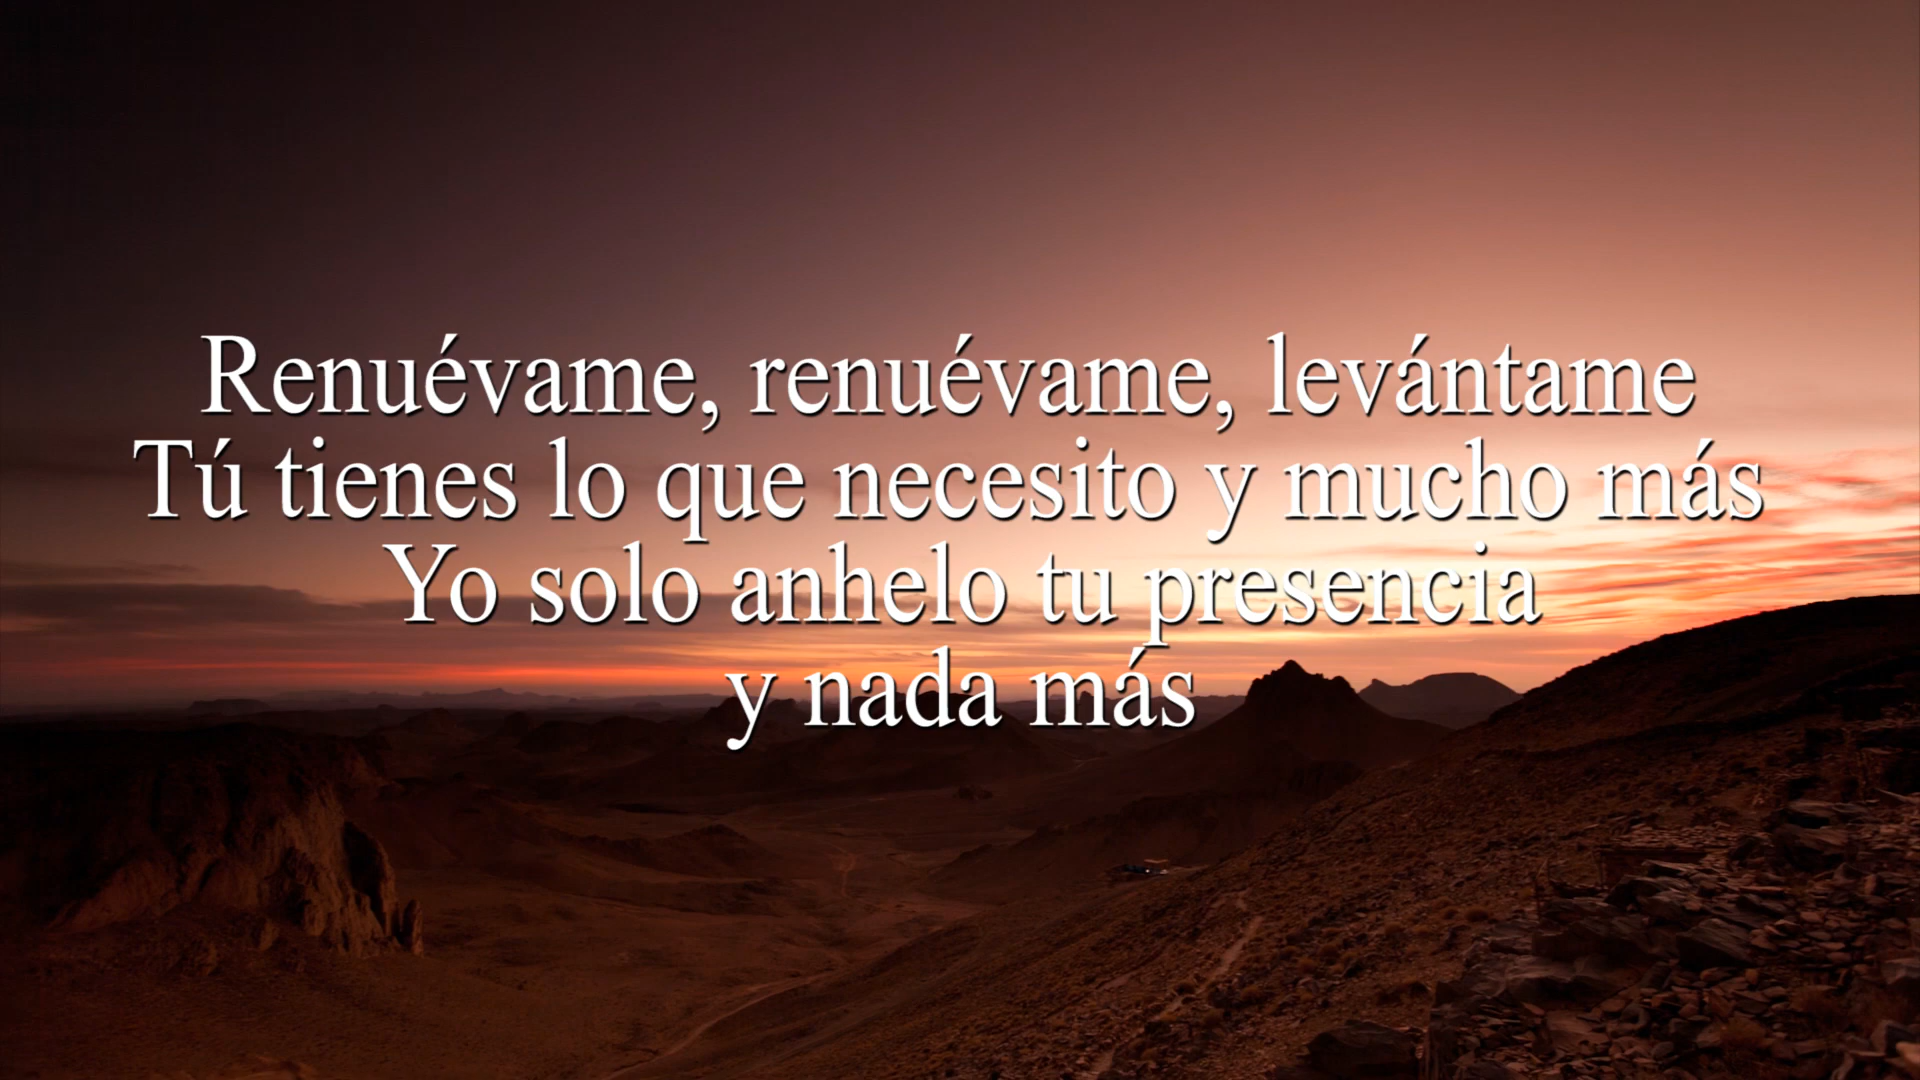 Renuévame, renuévame, levántame
Tú tienes lo que necesito y mucho más
Yo solo anhelo tu presencia
y nada más